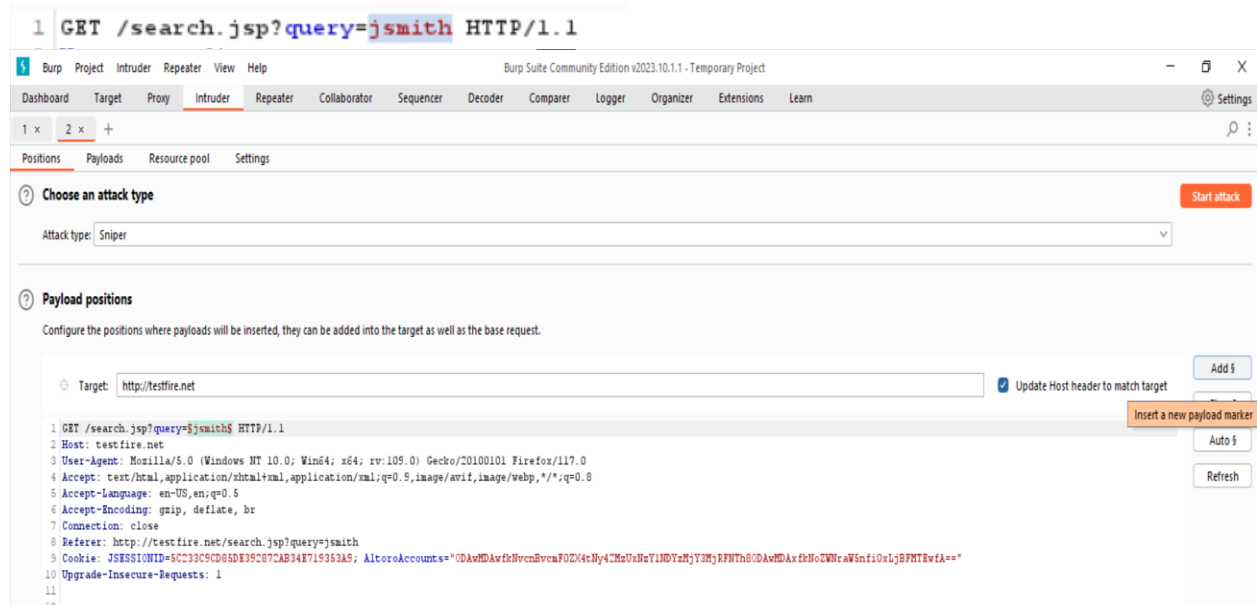 1 GET /search.jsp?query=jsmith HTTP/1.1
Burp Project Intruder Repeater View Help Burp Suite Community Edition v2023.10.1.1 - Temporary Project
Dashboard Target Proxy Intruder Repeater Collaborator Sequencer Decoder Comparer Logger Organizer Extensions Learn Settings
1 × 2 × +
Positions Payloads Resource pool Settings
? Choose an attack type
Start attack
Attack type: Sniper
? Payload positions
Configure the positions where payloads will be inserted, they can be added into the target as well as the base request.
Add §
Target: http://testfire.net Update Host header to match target
Insert a new payload marker
Auto §
Refresh
1 GET /search.jsp?query=§jsmith§ HTTP/1.1
2 Host: testfire.net
3 User-Agent: Mozilla/5.0 (Windows NT 10.0; Win64; x64; rv:109.0) Gecko/20100101 Firefox/117.0
4 Accept: text/html,application/xhtml+xml,application/xml;q=0.9,image/avif,image/webp,*/*;q=0.8
5 Accept-Language: en-US,en;q=0.5
6 Accept-Encoding: gzip, deflate, br
7 Connection: close
8 Referer: http://testfire.net/search.jsp?query=jsmith
9 Cookie: JSESSIONID=5C233C9CD85DE392872AB34E719353A9; AltoroAccounts=
10 Upgrade-Insecure-Requests: 1
11